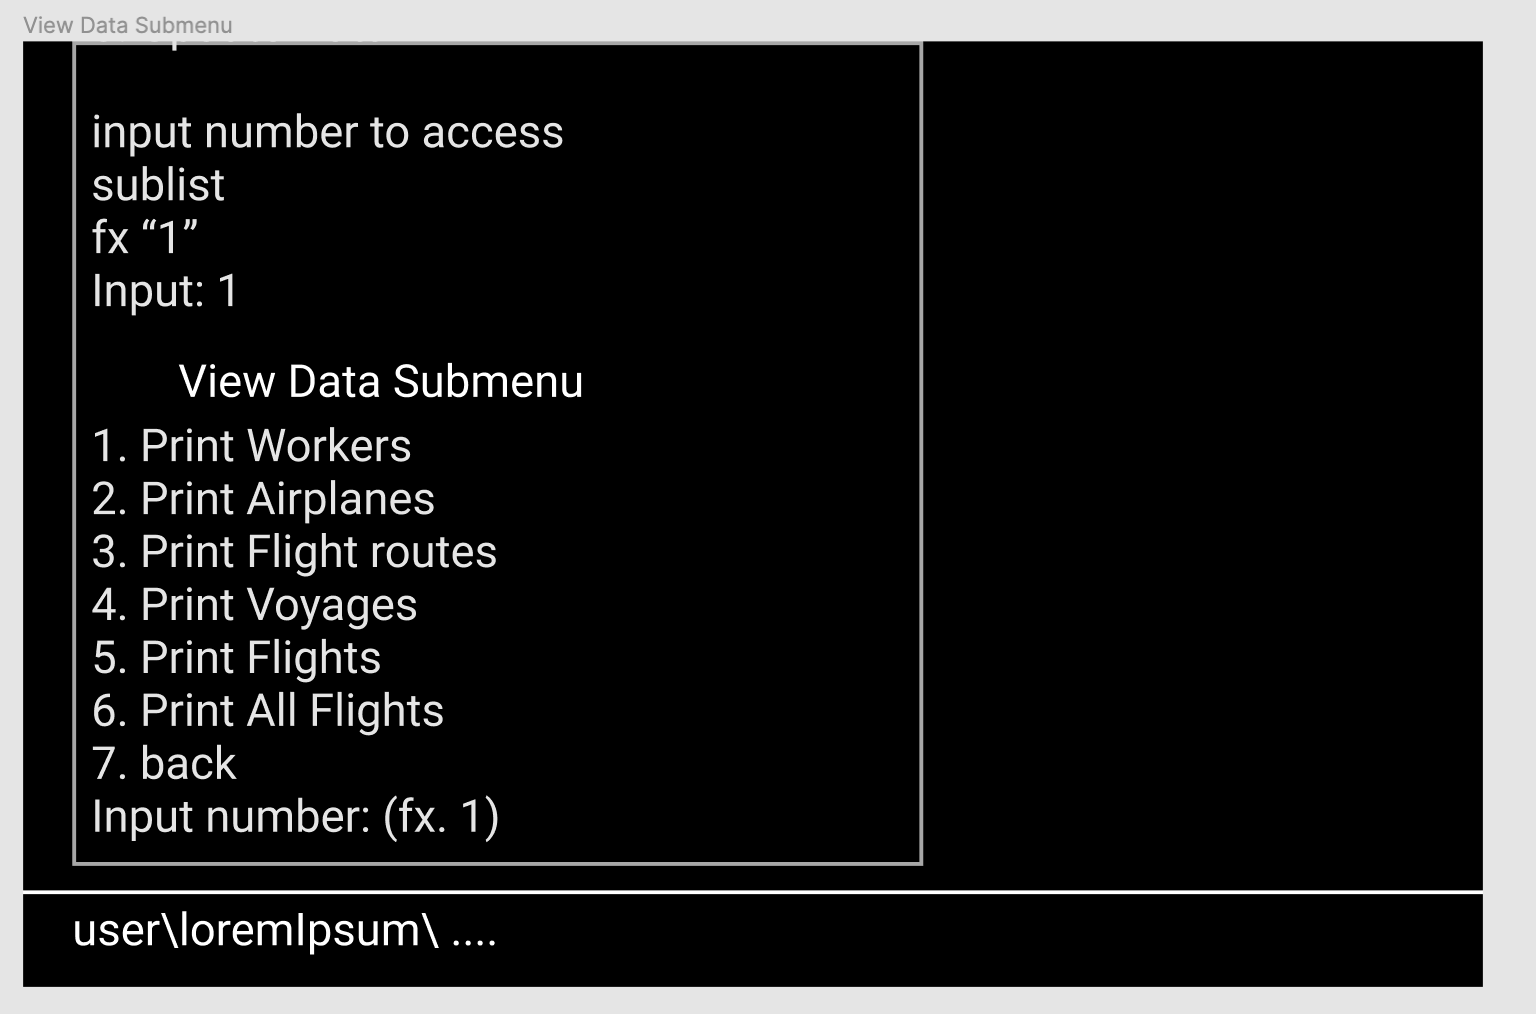 View Data Submenu
input number to access
sublist
fx “1”
Input: 1
View Data Submenu
1. Print Workers
2. Print Airplanes
3. Print Flight routes
4. Print Voyages
5. Print Flights
6. Print All Flights
7. back
Input number: (fx. 1)
user\loremIpsum\ ....